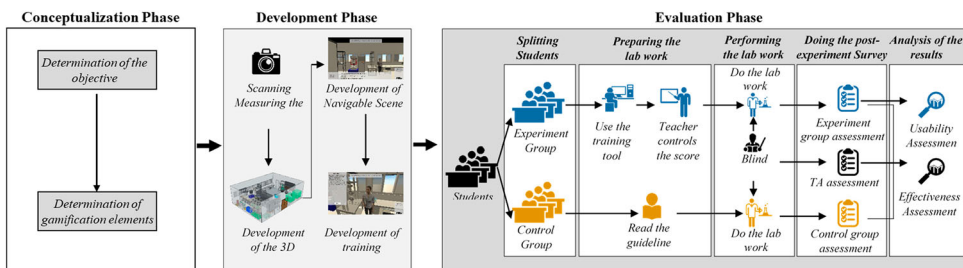 Conceptualization Phase
Determination of the
objective
Determination of
gamification elements
Development Phase
Scanning
Measuring the
Development of
Navigable Scene
Development
of the 3D
Development of
training
Evaluation Phase
Splitting
Students
Preparing the
lab work
Performing
the lab work
Doing the post-
experiment Survey
Analysis of the
results
Students
Experiment
Group
Use the
training
tool
Teacher
controls
the score
Do the lab
work
Blind
Experiment
group assessment
TA assessment
Usability
Assessmen
Effectiveness
Assessment
Control
Group
Read the
guideline
Do the lab
work
Control group
assessment